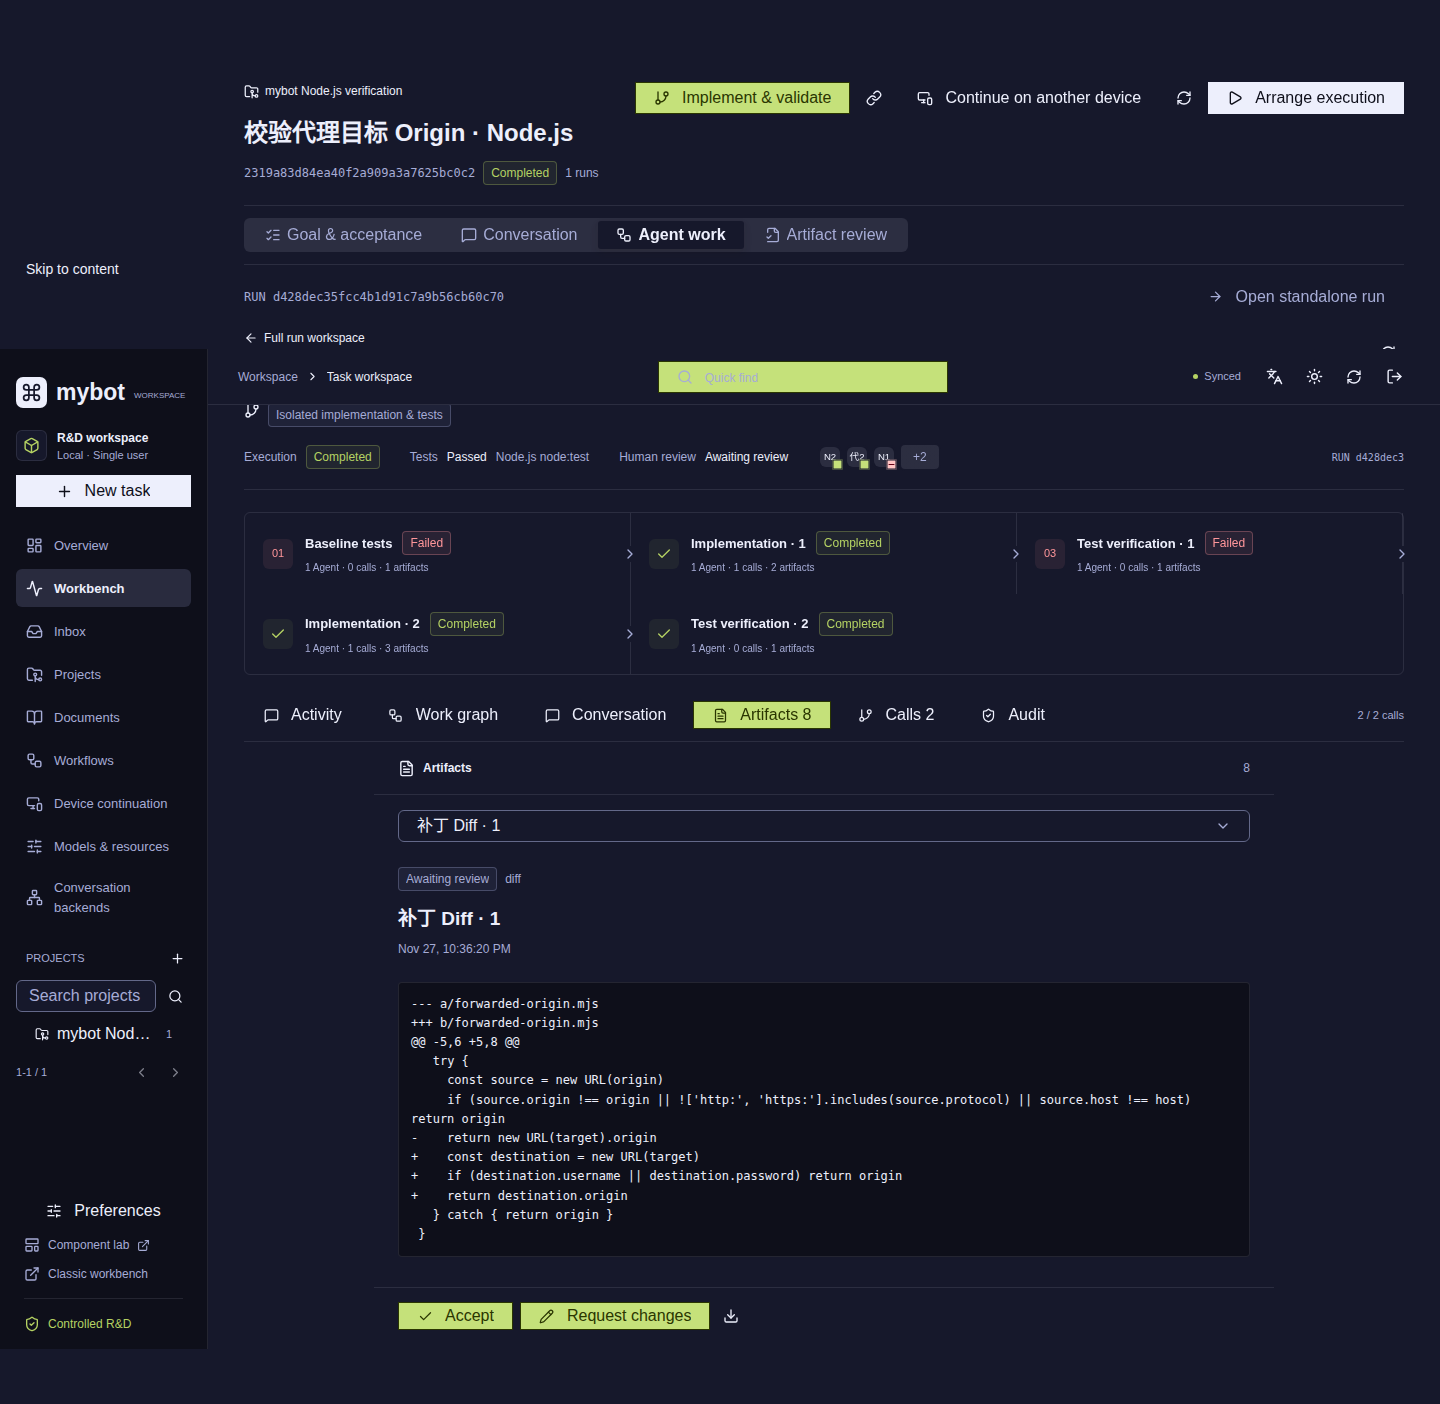 mybot Node.js verification
Implement & validate
Continue on another device
Arrange execution
校验代理目标 Origin · Node.js
2319a83d84ea40f2a909a3a7625bc0c2
Completed
1 runs
Goal & acceptance
Conversation
Agent work
Artifact review
Skip to content
RUN d428dec35fcc4b1d91c7a9b56cb60c70
Open standalone run
Full run workspace
mybot WORKSPACE
Workspace
Task workspace
Quick find
Synced
Isolated implementation & tests
R&D workspace
Local · Single user
Execution
Completed
Tests Passed Node.js node:test
Human review Awaiting review
N2
代2
N1
+2
RUN d428dec3
New task
Overview
Workbench
Inbox
Projects
Documents
Workflows
Device continuation
Models & resources
Conversation
backends
PROJECTS
Search projects
mybot Nod…
1
1-1 / 1
Preferences
Component lab
Classic workbench
Controlled R&D
01
Baseline tests
Failed
1 Agent · 0 calls · 1 artifacts
Implementation · 1
Completed
1 Agent · 1 calls · 2 artifacts
03
Test verification · 1
Failed
1 Agent · 0 calls · 1 artifacts
Implementation · 2
Completed
1 Agent · 1 calls · 3 artifacts
Test verification · 2
Completed
1 Agent · 0 calls · 1 artifacts
Activity
Work graph
Conversation
Artifacts 8
Calls 2
Audit
2 / 2 calls
Artifacts
8
补丁 Diff · 1
Awaiting review
diff
补丁 Diff · 1
Nov 27, 10:36:20 PM
--- a/forwarded-origin.mjs
+++ b/forwarded-origin.mjs
@@ -5,6 +5,8 @@
   try {
     const source = new URL(origin)
     if (source.origin !== origin || !['http:', 'https:'].includes(source.protocol) || source.host !== host)
return origin
-    return new URL(target).origin
+    const destination = new URL(target)
+    if (destination.username || destination.password) return origin
+    return destination.origin
   } catch { return origin }
 }
Accept
Request changes